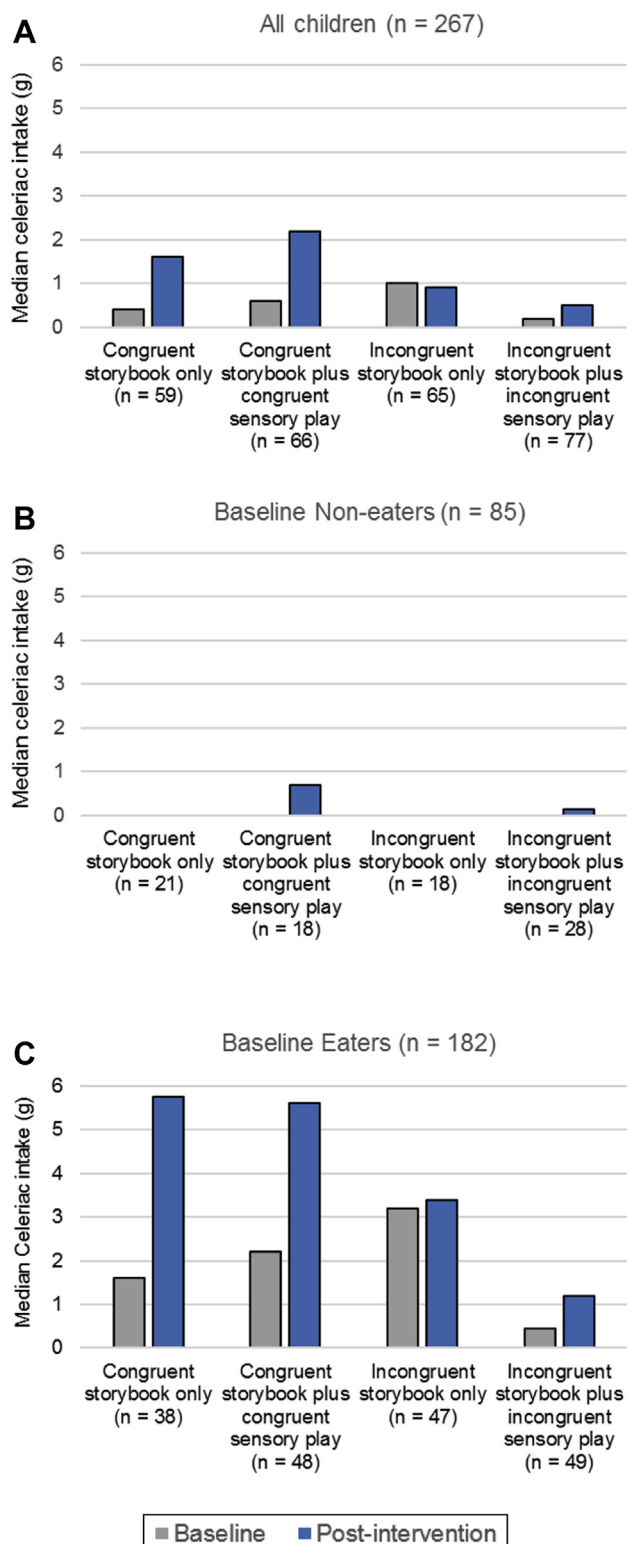 A
All children (n = 267)
Median celeriac intake (g)
6
5
4
3
2
1
0
Congruent
storybook only
(n = 59)
Congruent
storybook plus
congruent
sensory play
(n = 66)
Incongruent
storybook only
(n = 65)
Incongruent
storybook plus
incongruent
sensory play
(n = 77)
B
Baseline Non-eaters (n = 85)
Median celeriac intake (g)
6
5
4
3
2
1
0
Congruent
storybook only
(n = 21)
Congruent
storybook plus
congruent
sensory play
(n = 18)
Incongruent
storybook only
(n = 18)
Incongruent
storybook plus
incongruent
sensory play
(n = 28)
C
Baseline Eaters (n = 182)
Median Celeriac intake (g)
6
5
4
3
2
1
0
Congruent
storybook only
(n = 38)
Congruent
storybook plus
congruent
sensory play
(n = 48)
Incongruent
storybook only
(n = 47)
Incongruent
storybook plus
incongruent
sensory play
(n = 49)
Baseline
Post-intervention